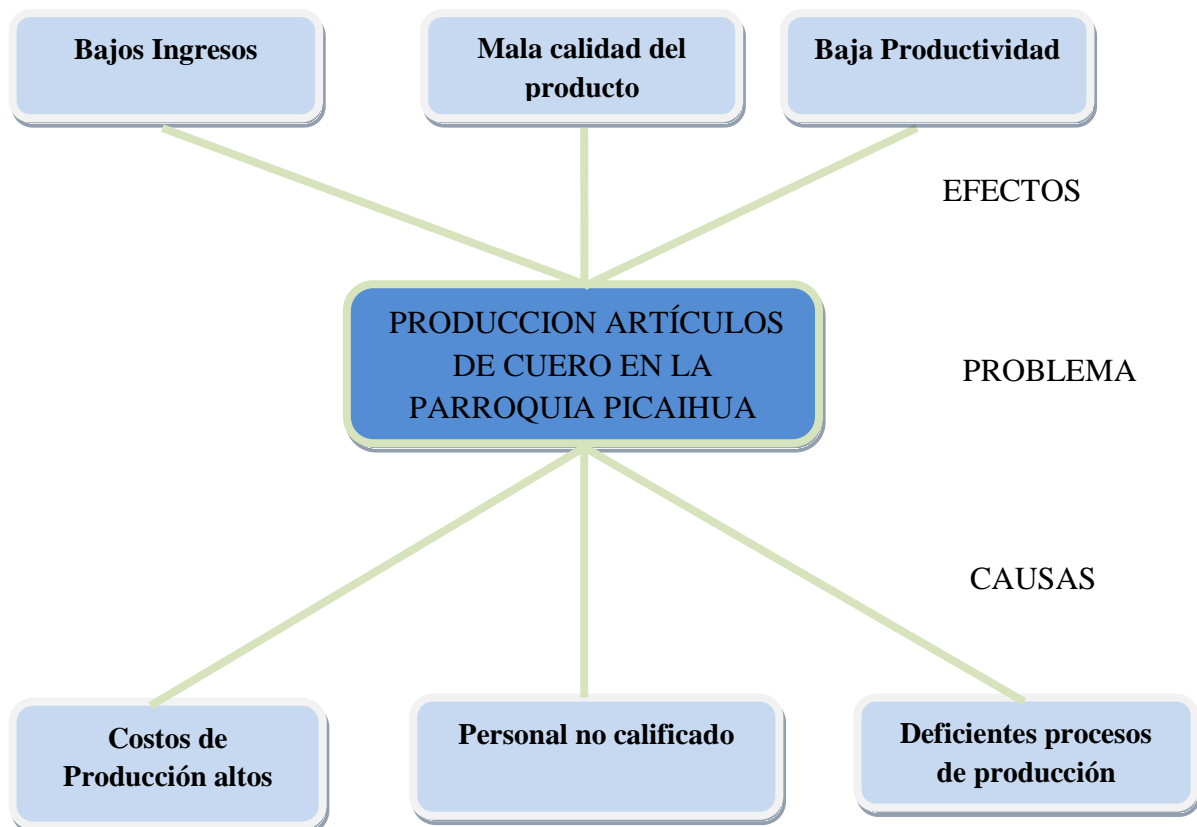 Bajos Ingresos
Mala calidad del
producto
Baja Productividad
EFECTOS
PRODUCCION ARTÍCULOS
DE CUERO EN LA
PARROQUIA PICAIHUA
PROBLEMA
CAUSAS
Costos de
Producción altos
Personal no calificado
Deficientes procesos
de producción